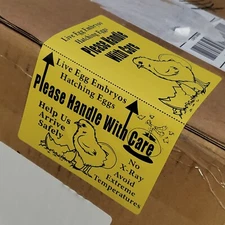 Live Egg Embryos
Hatching Eggs
Please Handle
With Care
Live Egg Embryos
Hatching Eggs
Please Handle With Care
Help Us
Arrive
Safely
No
X-Ray
Avoid
Extreme
Temperatures